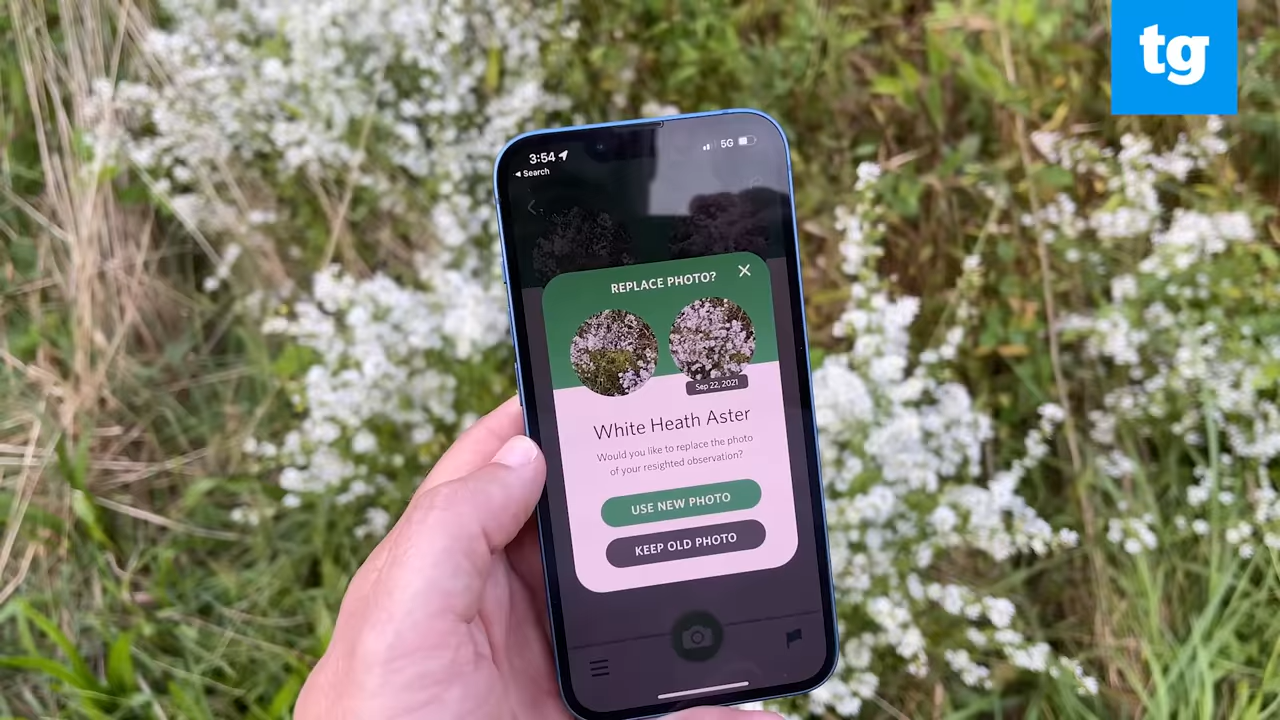 tg
3:54
5G
Search
REPLACE PHOTO?
Sep 22, 2021
White Heath Aster
Would you like to replace the photo
of your resighted observation?
USE NEW PHOTO
KEEP OLD PHOTO